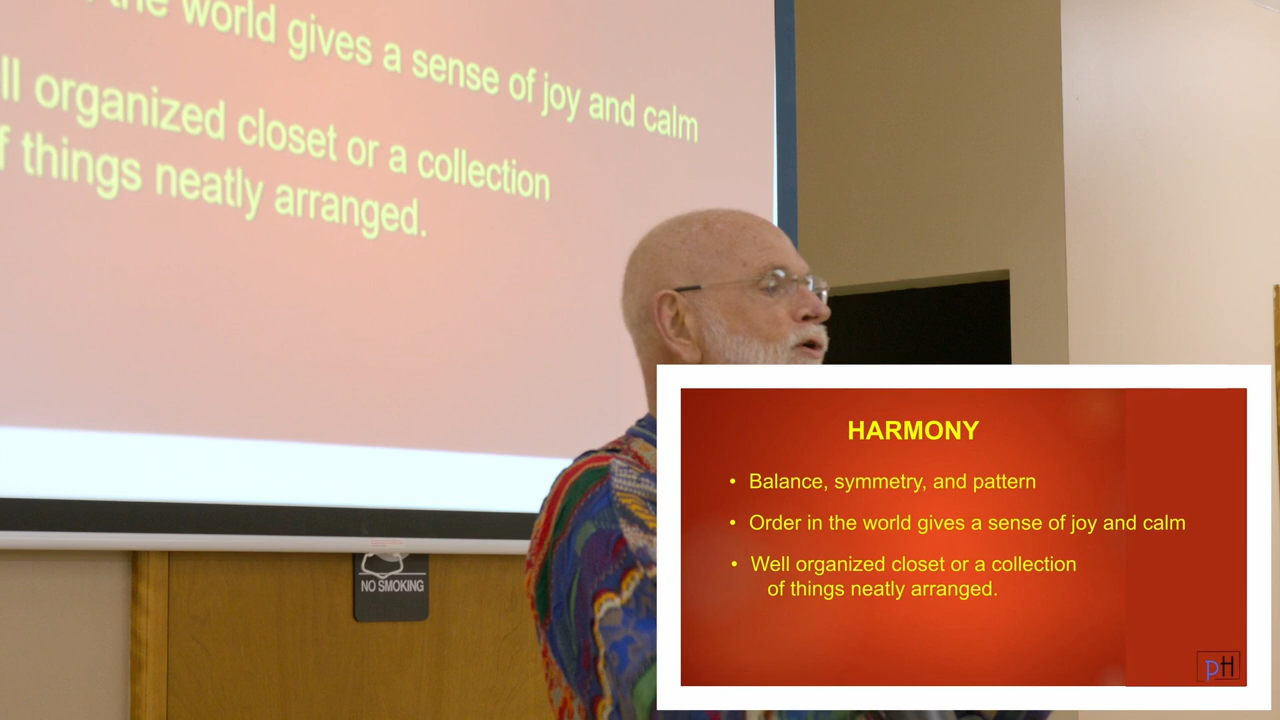 the world gives a sense of joy and calm
ll organized closet or a collection
f things neatly arranged.
NO SMOKING
HARMONY
• Balance, symmetry, and pattern
• Order in the world gives a sense of joy and calm
• Well organized closet or a collection
of things neatly arranged.
pH